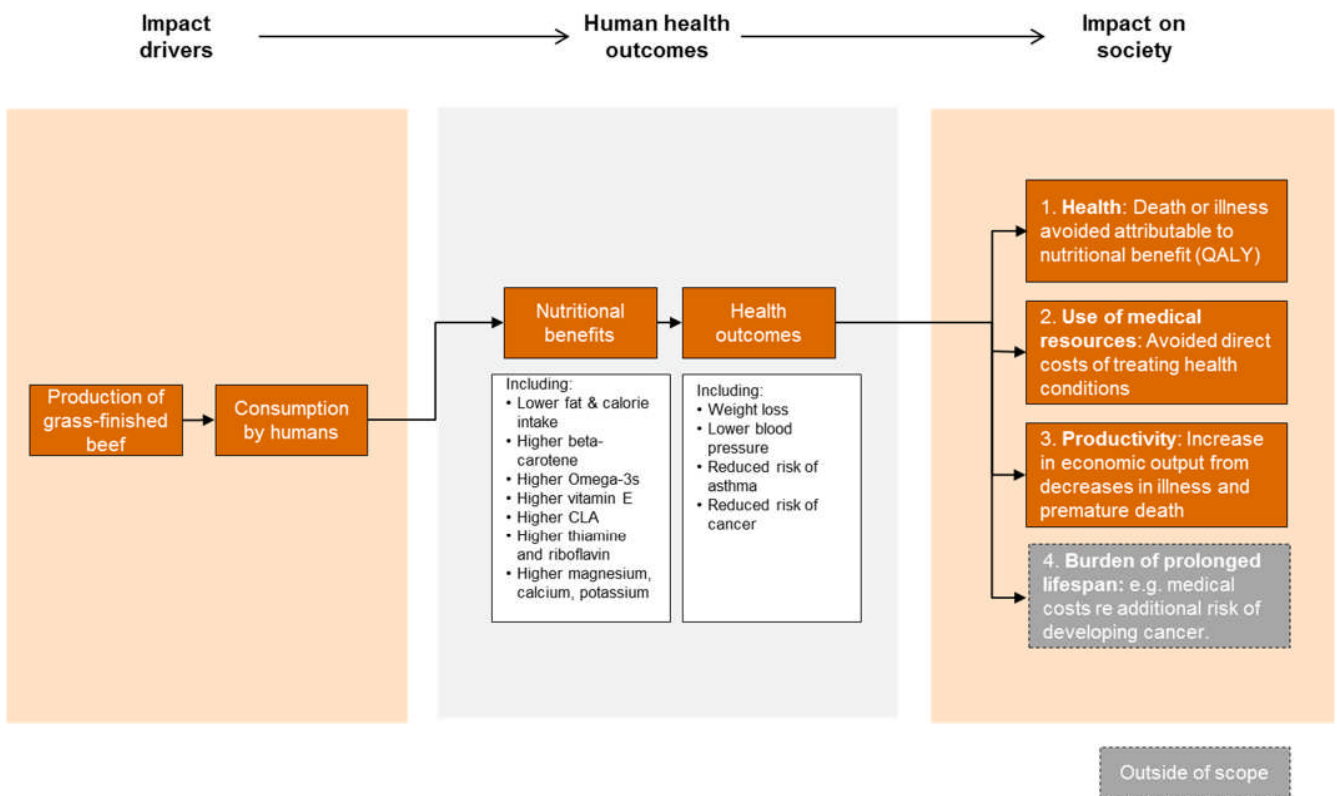 Impact
drivers
Human health
outcomes
Impact on
society
Production of
grass-finished
beef
Consumption
by humans
Nutritional
benefits
Including:
• Lower fat & calorie
intake
• Higher beta-
carotene
• Higher Omega-3s
• Higher vitamin E
• Higher CLA
• Higher thiamine
and riboflavin
• Higher magnesium,
calcium, potassium
Health
outcomes
Including:
• Weight loss
• Lower blood
pressure
• Reduced risk of
asthma
• Reduced risk of
cancer
1. Health: Death or illness
avoided attributable to
nutritional benefit (QALY)
2. Use of medical
resources: Avoided direct
costs of treating health
conditions
3. Productivity: Increase
in economic output from
decreases in illness and
premature death
4. Burden of prolonged
lifespan: e.g. medical
costs re additional risk of
developing cancer.
Outside of scope